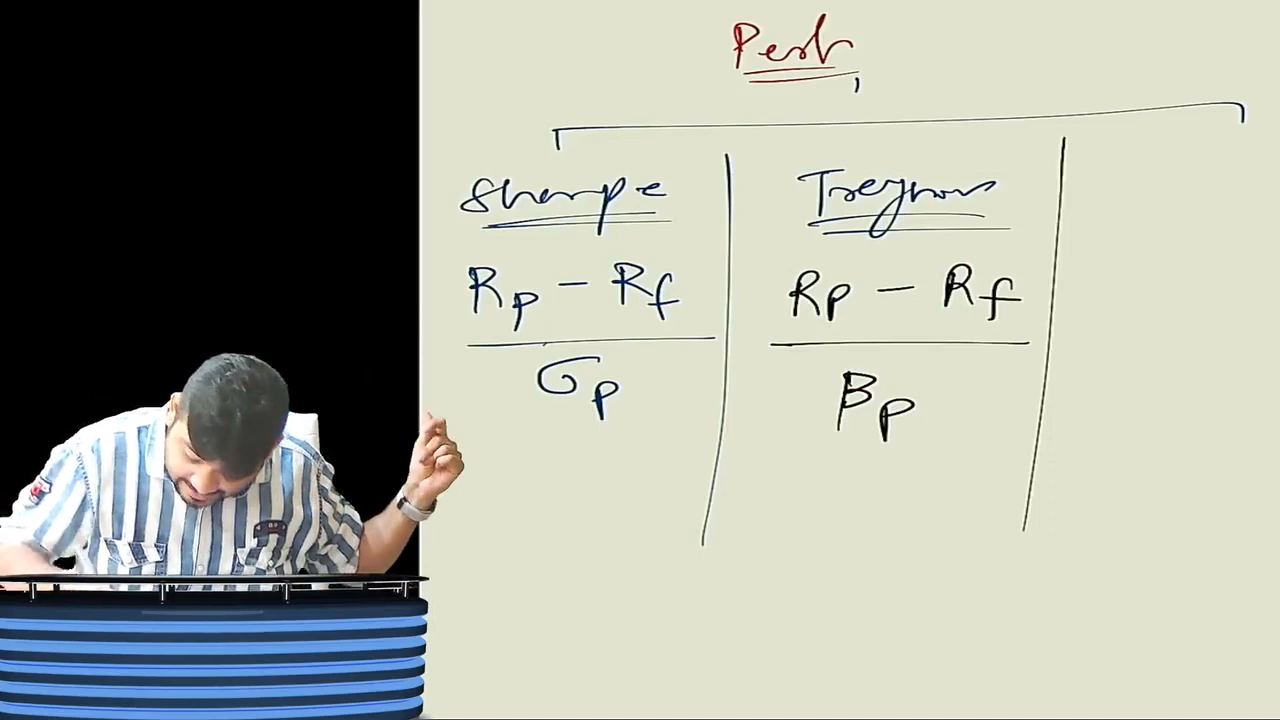 Perf
Sharpe
Rp - Rf
σp
Treynor
Rp - Rf
βp